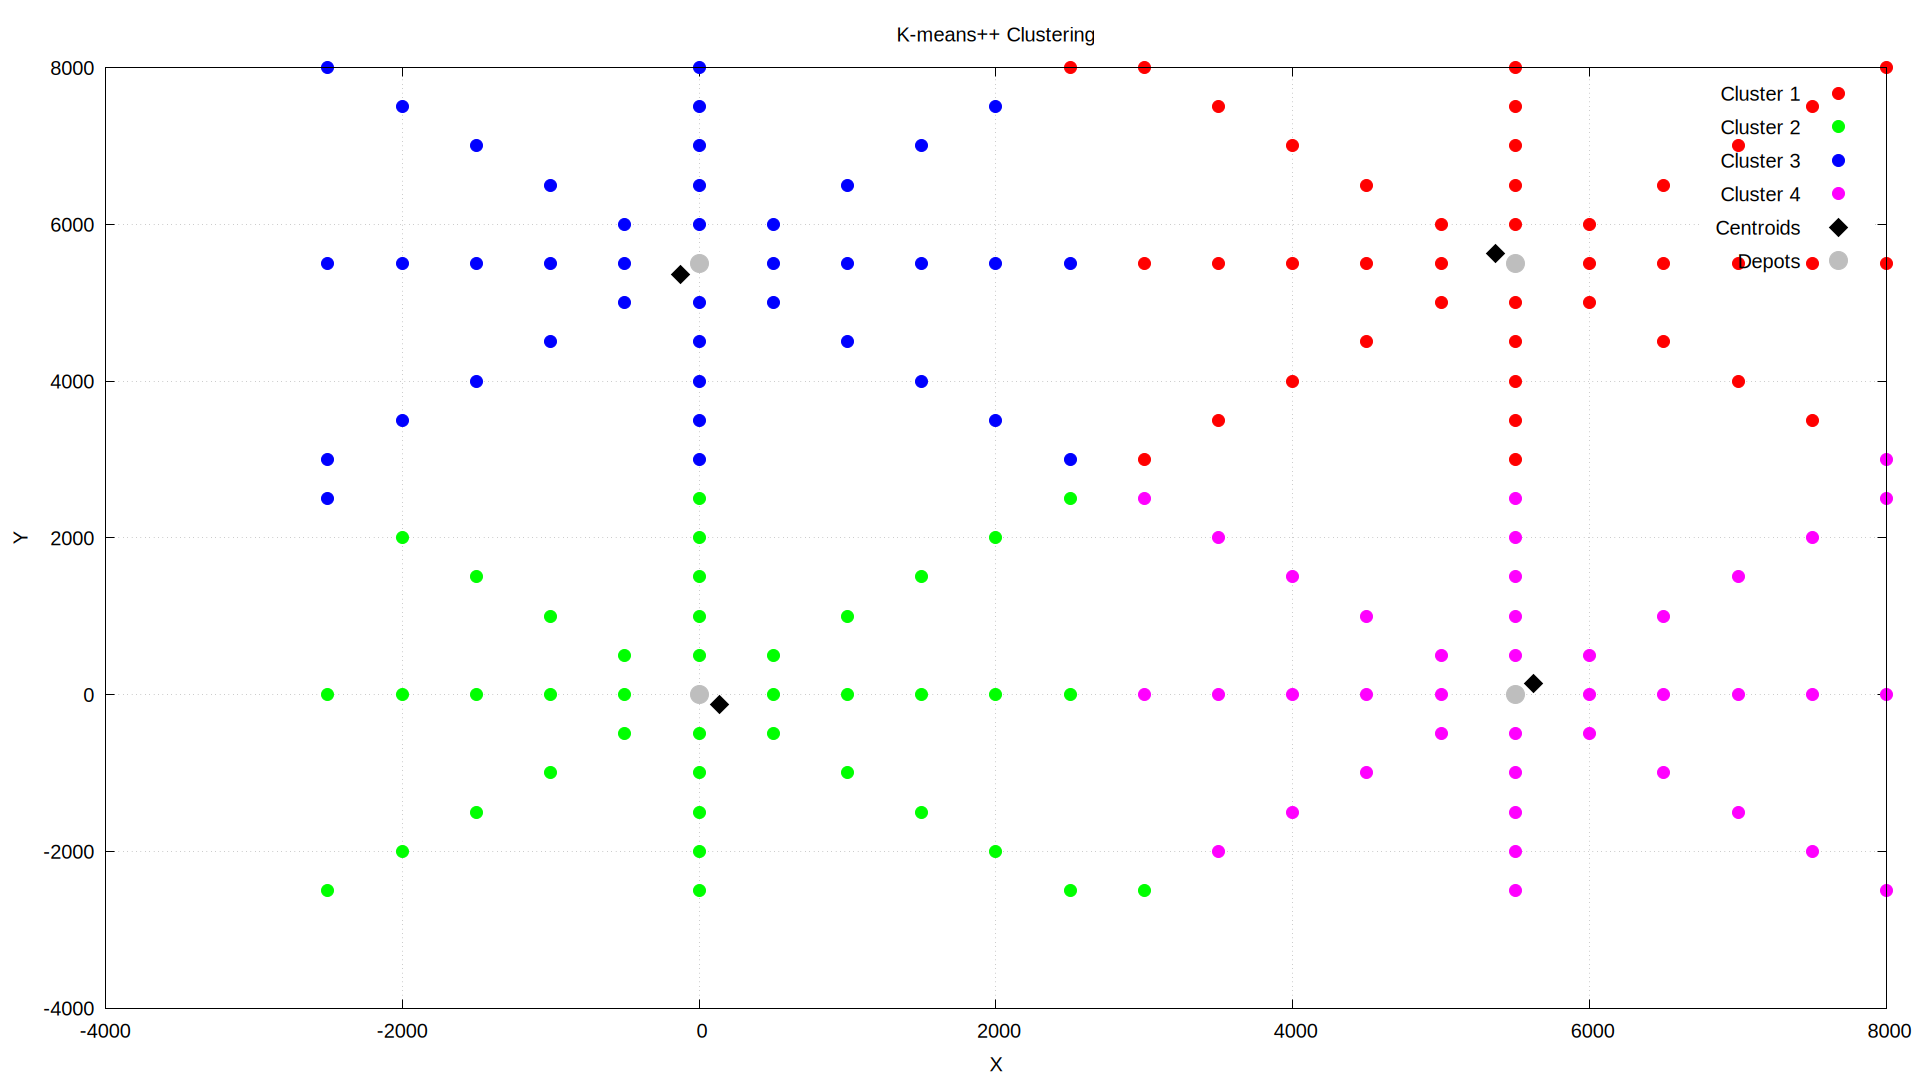 K-means++ Clustering
8000
Cluster 1
Cluster 2
Cluster 3
Cluster 4
6000
Centroids
Depots
4000
Y
2000
0
-2000
-4000
-4000 -2000 0 2000 4000 6000 8000
X